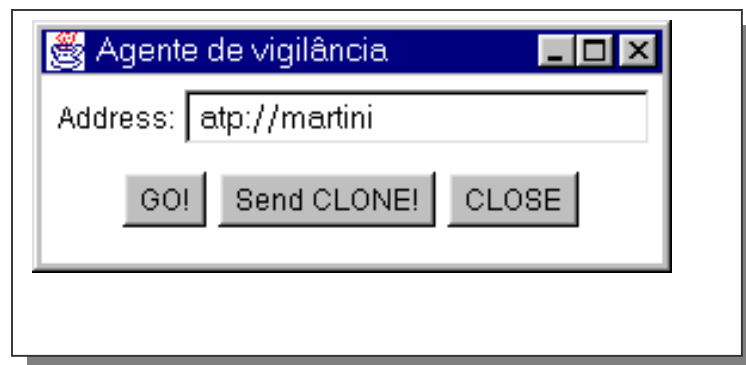 Agente de vigilância
Address: atp://martini
GO! Send CLONE! CLOSE